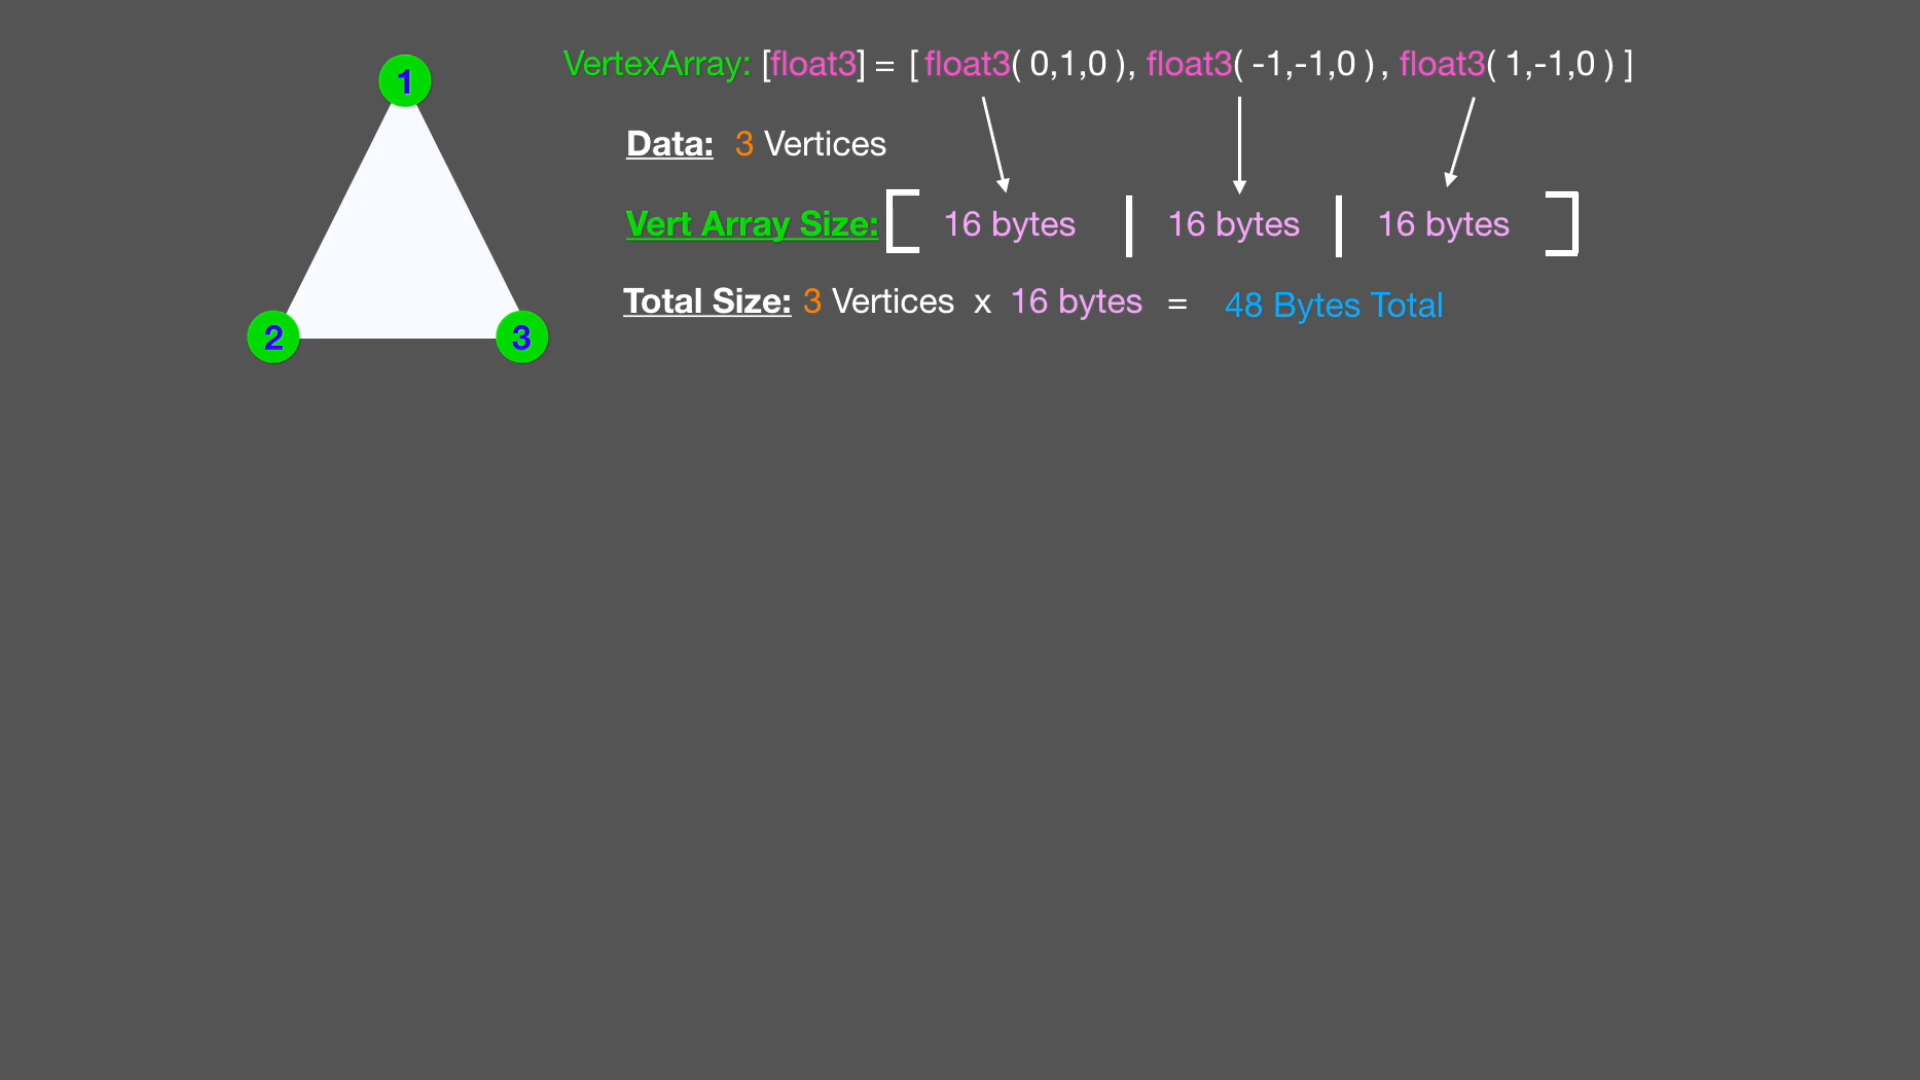 1
2
3
VertexArray: [float3] = [ float3( 0,1,0 ), float3( -1,-1,0 ), float3( 1,-1,0 ) ]
Data: 3 Vertices
Vert Array Size: [ 16 bytes | 16 bytes | 16 bytes ]
Total Size: 3 Vertices x 16 bytes = 48 Bytes Total